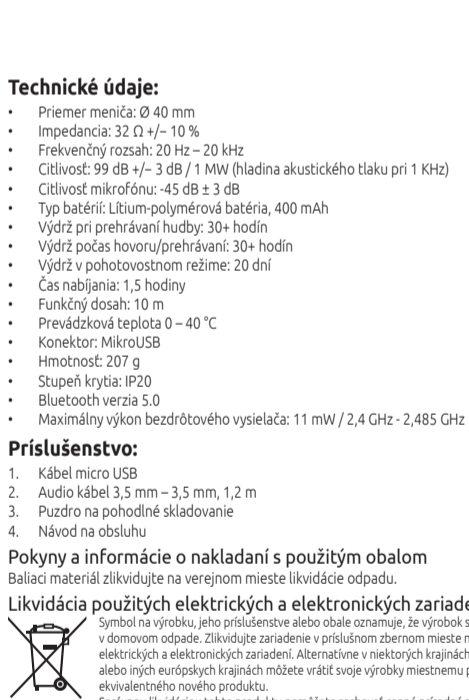 Technické údaje:
• Priemer meniča: Ø 40 mm
• Impedancia: 32 Ω +/– 10 %
• Frekvenčný rozsah: 20 Hz – 20 kHz
• Citlivosť: 99 dB +/– 3 dB / 1 MW (hladina akustického tlaku pri 1 KHz)
• Citlivosť mikrofónu: -45 dB ± 3 dB
• Typ batérií: Lítium-polymérová batéria, 400 mAh
• Výdrž pri prehrávaní hudby: 30+ hodín
• Výdrž počas hovoru/prehrávaní: 30+ hodín
• Výdrž v pohotovostnom režime: 20 dní
• Čas nabíjania: 1,5 hodiny
• Funkčný dosah: 10 m
• Prevádzková teplota 0 – 40 °C
• Konektor: MikroUSB
• Hmotnosť: 207 g
• Stupeň krytia: IP20
• Bluetooth verzia 5.0
• Maximálny výkon bezdrôtového vysielača: 11 mW / 2,4 GHz - 2,485 GHz
Príslušenstvo:
1. Kábel micro USB
2. Audio kábel 3,5 mm – 3,5 mm, 1,2 m
3. Puzdro na pohodlné skladovanie
4. Návod na obsluhu
Pokyny a informácie o nakladaní s použitým obalom
Baliaci materiál zlikvidujte na verejnom mieste likvidácie odpadu.
Likvidácia použitých elektrických a elektronických zariade
Symbol na výrobku, jeho príslušenstve alebo obale oznamuje, že výrobok s
v domovom odpade. Zlikvidujte zariadenie v príslušnom zbernom mieste n
elektrických a elektronických zariadení. Alternatívne v niektorých krajinách
alebo iných európskych krajinách môžete vrátiť svoje výrobky miestnemu
ekvivalentného nového produktu.